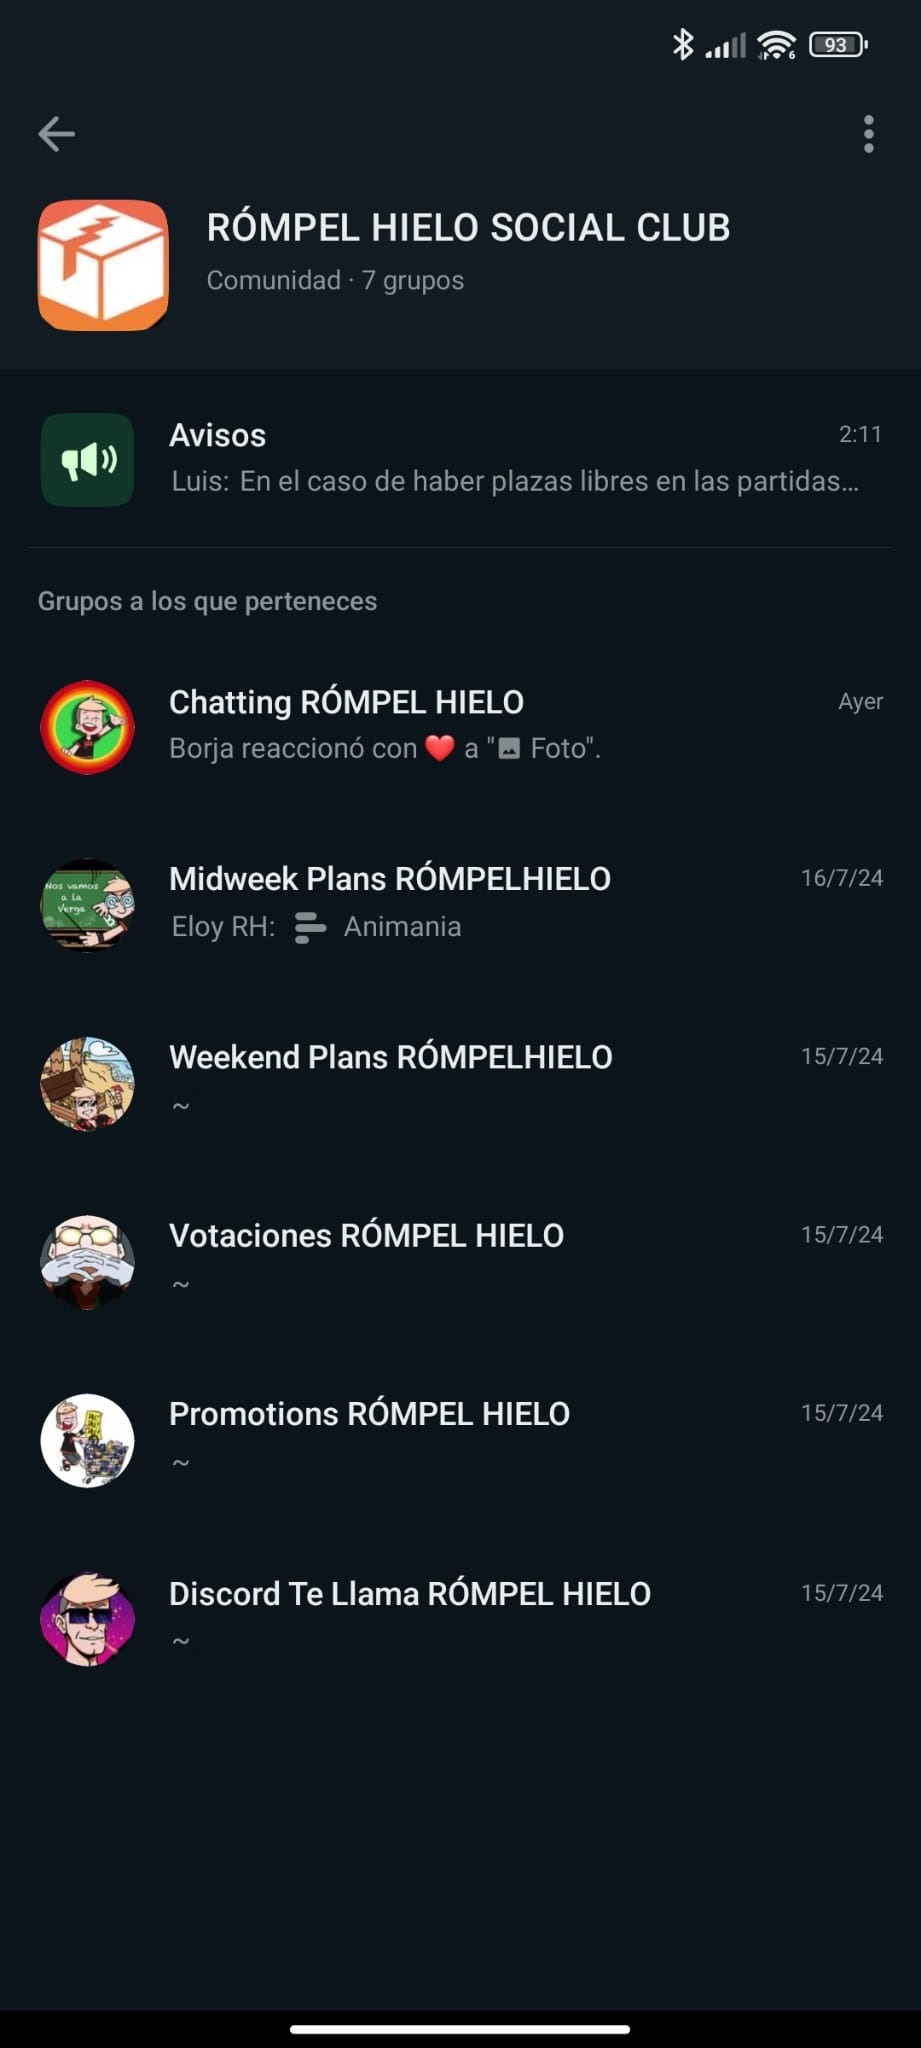 93
RÓMPEL HIELO SOCIAL CLUB
Comunidad · 7 grupos
Avisos
2:11
Luis: En el caso de haber plazas libres en las partidas...
Grupos a los que perteneces
Chatting RÓMPEL HIELO
Ayer
Borja reaccionó con ❤️ a " Foto".
Midweek Plans RÓMPELHIELO
16/7/24
Nos vamos
a la
Verga
Eloy RH: Animania
Weekend Plans RÓMPELHIELO
15/7/24
~
Votaciones RÓMPEL HIELO
15/7/24
~
Promotions RÓMPEL HIELO
15/7/24
~
Discord Te Llama RÓMPEL HIELO
15/7/24
~